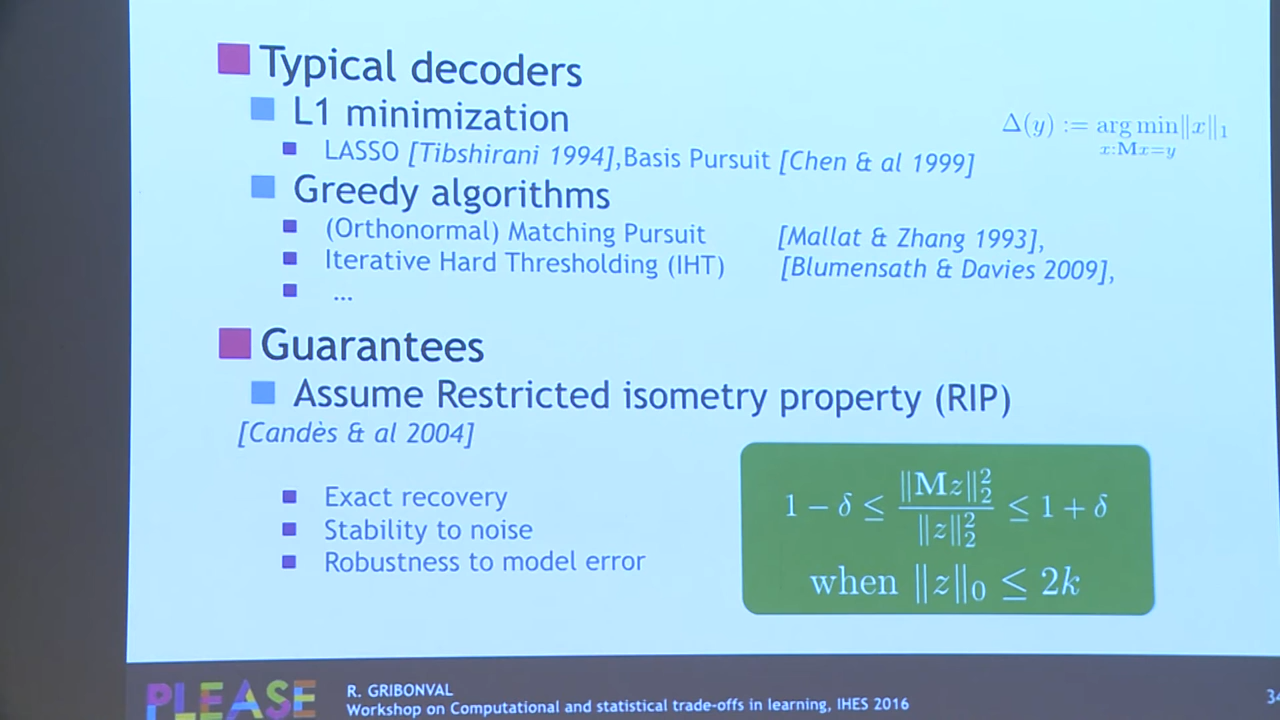 Typical decoders
L1 minimization
Δ(y) := arg min‖x‖₁
x:Mx=y
LASSO [Tibshirani 1994],Basis Pursuit [Chen & al 1999]
Greedy algorithms
(Orthonormal) Matching Pursuit [Mallat & Zhang 1993],
Iterative Hard Thresholding (IHT) [Blumensath & Davies 2009],
...
Guarantees
Assume Restricted isometry property (RIP)
[Candès & al 2004]
Exact recovery
Stability to noise
Robustness to model error
1 − δ ≤ ‖Mz‖₂² / ‖z‖₂² ≤ 1 + δ
when ‖z‖₀ ≤ 2k
PLEASE
R. GRIBONVAL
Workshop on Computational and statistical trade-offs in learning, IHES 2016